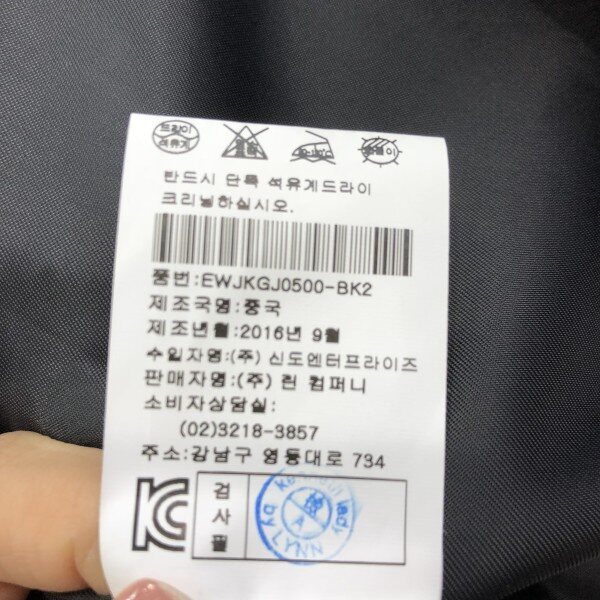 드라이
석유계
반드시 단독 석유계드라이
크리닝하십시오.
품번:EWJKGJ0500-BK2
제조국명:중국
제조년월:2016년 9월
수입자명:(주) 신도엔터프라이즈
판매자명:(주) 린 컴퍼니
소비자상담실:
(02)3218-3857
주소:강남구 영동대로 734
검사필
KC
by LYNN
A